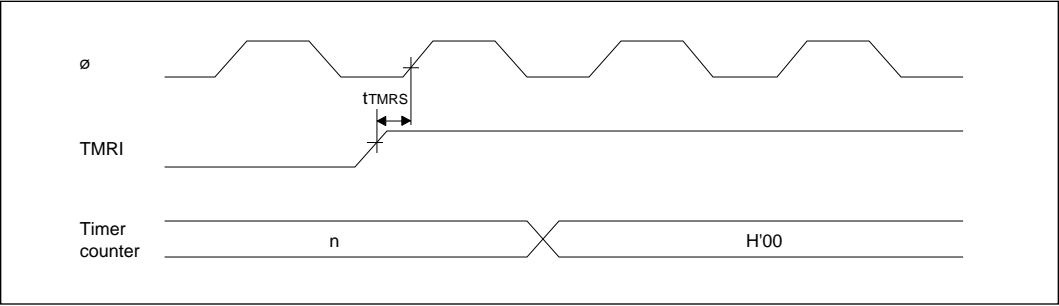 ø
tTMRS
TMRI
Timer
counter
n
H'00